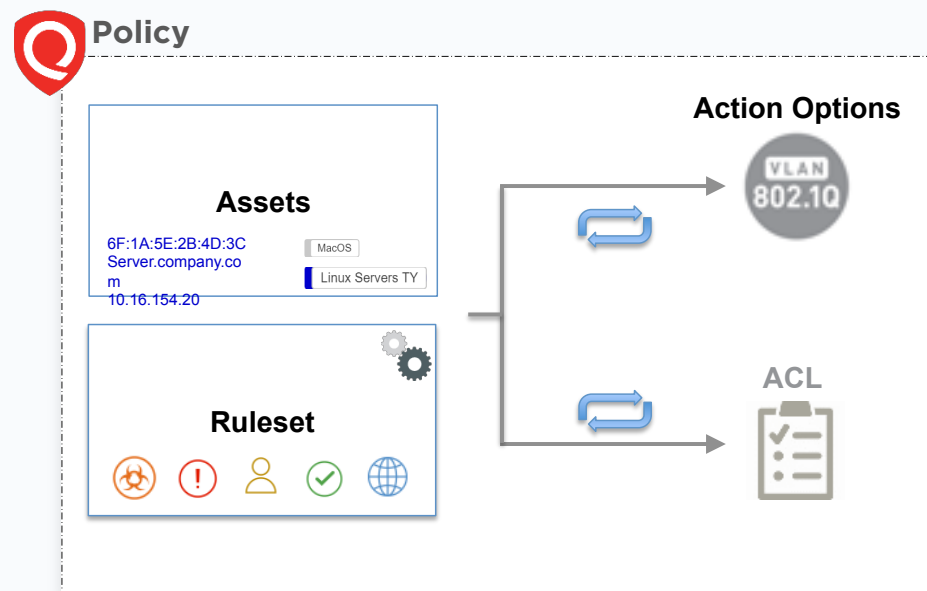 Policy
Action Options
VLAN
802.1Q
Assets
6F:1A:5E:2B:4D:3C
Server.company.co
m
10.16.154.20
MacOS
Linux Servers TY
Ruleset
ACL